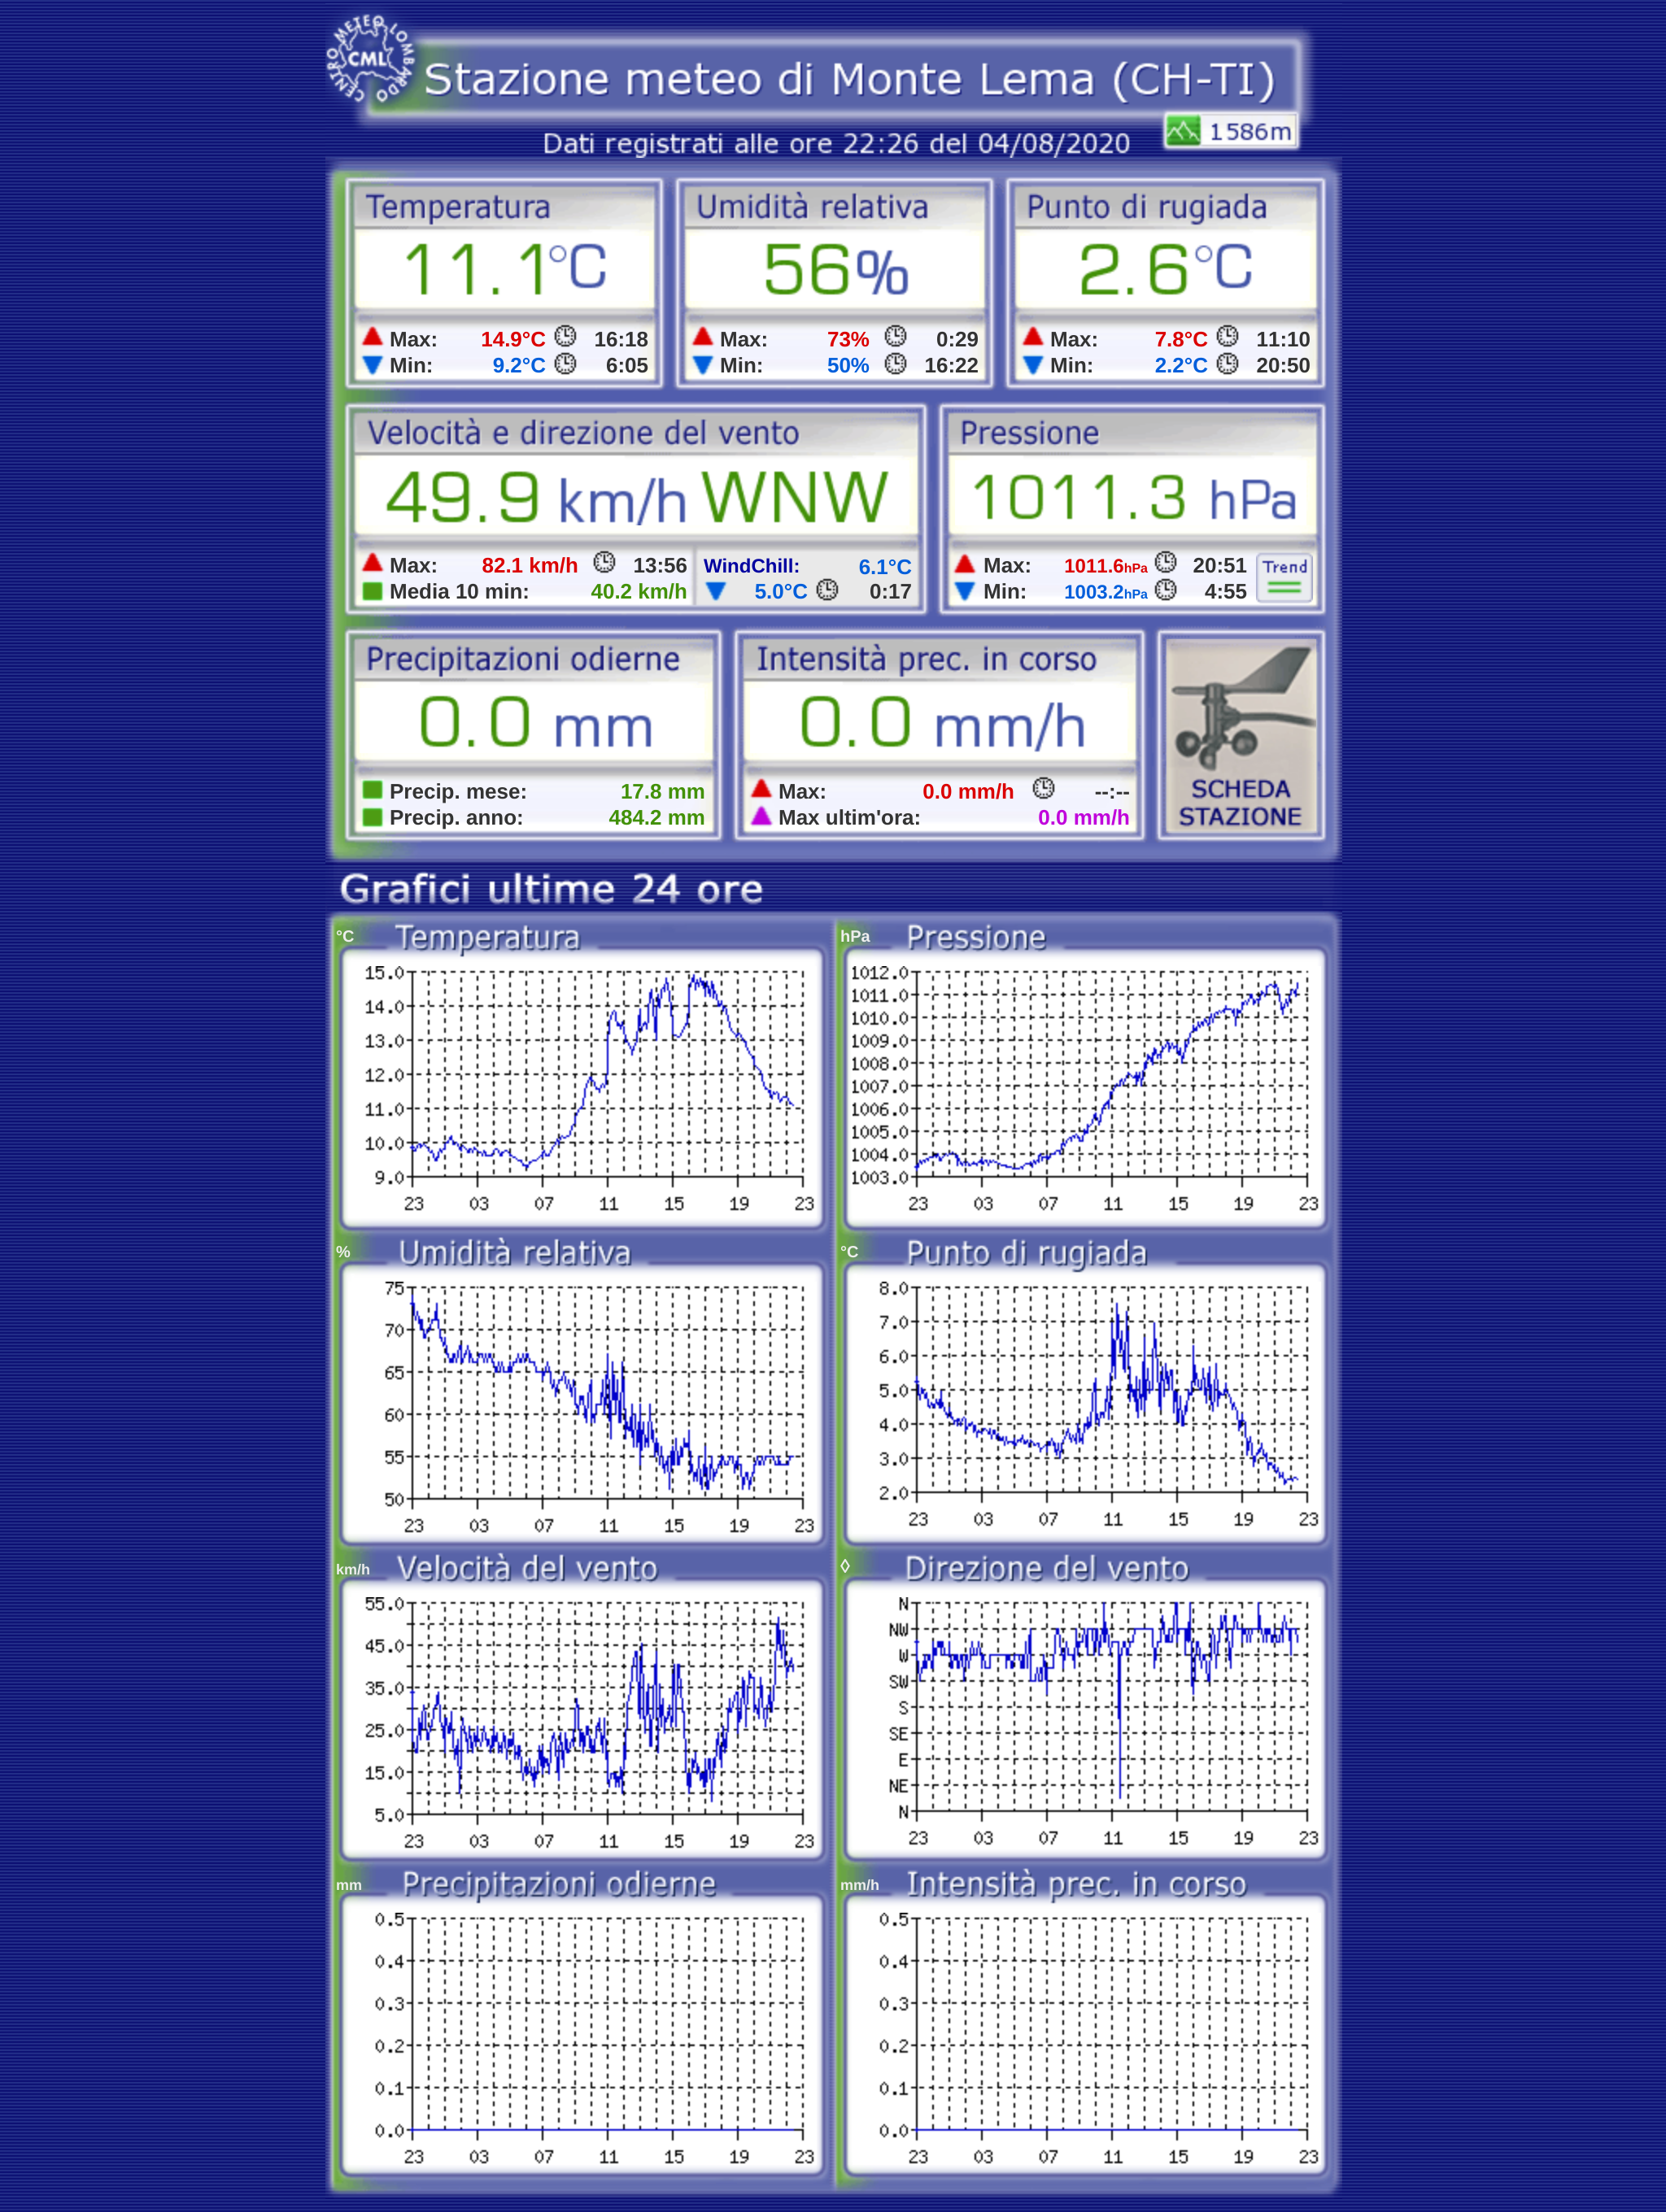 CENTRO METEO LOMBARDO
CML
Stazione meteo di Monte Lema (CH-TI)
1586m
Dati registrati alle ore 22:26 del 04/08/2020
Temperatura
11.1°C
Max: 14.9°C 16:18
Min: 9.2°C 6:05
Umidità relativa
56%
Max: 73% 0:29
Min: 50% 16:22
Punto di rugiada
2.6°C
Max: 7.8°C 11:10
Min: 2.2°C 20:50
Velocità e direzione del vento
49.9 km/h WNW
Max: 82.1 km/h 13:56
Media 10 min: 40.2 km/h
WindChill: 6.1°C
5.0°C 0:17
Pressione
1011.3 hPa
Max: 1011.6hPa 20:51
Min: 1003.2hPa 4:55
Trend
Precipitazioni odierne
0.0 mm
Precip. mese: 17.8 mm
Precip. anno: 484.2 mm
Intensità prec. in corso
0.0 mm/h
Max: 0.0 mm/h --:--
Max ultim'ora: 0.0 mm/h
SCHEDA
STAZIONE
Grafici ultime 24 ore
°C Temperatura
15.0
14.0
13.0
12.0
11.0
10.0
9.0
23 03 07 11 15 19 23
hPa Pressione
1012.0
1011.0
1010.0
1009.0
1008.0
1007.0
1006.0
1005.0
1004.0
1003.0
23 03 07 11 15 19 23
% Umidità relativa
75
70
65
60
55
50
23 03 07 11 15 19 23
°C Punto di rugiada
8.0
7.0
6.0
5.0
4.0
3.0
2.0
23 03 07 11 15 19 23
km/h Velocità del vento
55.0
45.0
35.0
25.0
15.0
5.0
23 03 07 11 15 19 23
◊ Direzione del vento
N
NW
W
SW
S
SE
E
NE
N
23 03 07 11 15 19 23
mm Precipitazioni odierne
0.5
0.4
0.3
0.2
0.1
0.0
23 03 07 11 15 19 23
mm/h Intensità prec. in corso
0.5
0.4
0.3
0.2
0.1
0.0
23 03 07 11 15 19 23